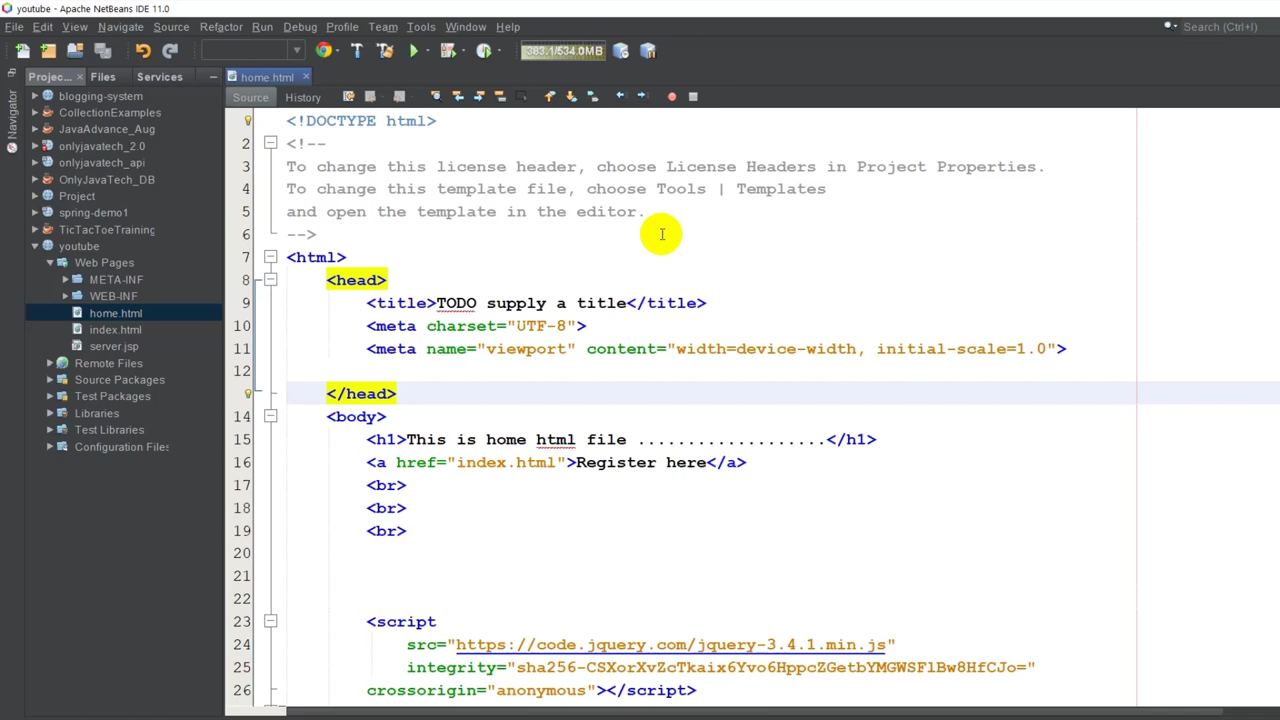 youtube - Apache NetBeans IDE 11.0
File Edit View Navigate Source Refactor Run Debug Profile Team Tools Window Help
Search (Ctrl+I)
383.1/534.0MB
Projec...
Files
Services
home.html
Navigator
Source
History
blogging-system
CollectionExamples
JavaAdvance_Aug
onlyjavatech_2.0
onlyjavatech_api
OnlyJavaTech_DB
Project
spring-demo1
TicTacToeTraining
youtube
Web Pages
META-INF
WEB-INF
home.html
index.html
server.jsp
Remote Files
Source Packages
Test Packages
Libraries
Test Libraries
Configuration Files
<!DOCTYPE html>
2 <!--
3 To change this license header, choose License Headers in Project Properties.
4 To change this template file, choose Tools | Templates
5 and open the template in the editor.
6 -->
7 <html>
8 <head>
9 <title>TODO supply a title</title>
10 <meta charset="UTF-8">
11 <meta name="viewport" content="width=device-width, initial-scale=1.0">
12
</head>
14 <body>
15 <h1>This is home html file ...................</h1>
16 <a href="index.html">Register here</a>
17 <br>
18 <br>
19 <br>
20
21
22
23 <script
24 src="https://code.jquery.com/jquery-3.4.1.min.js"
25 integrity="sha256-CSXorXvZcTkaix6Yvo6HppcZGetbYMGWSFlBw8HfCJo="
26 crossorigin="anonymous"></script>